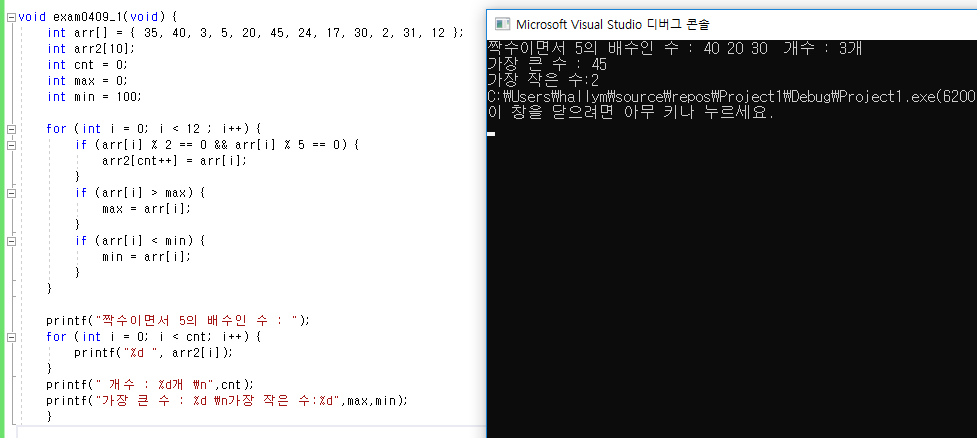 void exam0409_1(void) {
int arr[] = { 35, 40, 3, 5, 20, 45, 24, 17, 30, 2, 31, 12 };
int arr2[10];
int cnt = 0;
int max = 0;
int min = 100;
for (int i = 0; i < 12 ; i++) {
if (arr[i] % 2 == 0 && arr[i] % 5 == 0) {
arr2[cnt++] = arr[i];
}
if (arr[i] > max) {
max = arr[i];
}
if (arr[i] < min) {
min = arr[i];
}
}
printf("짝수이면서 5의 배수인 수 : ");
for (int i = 0; i < cnt; i++) {
printf("%d ", arr2[i]);
}
printf(" 개수 : %d개 ₩n",cnt);
printf("가장 큰 수 : %d ₩n가장 작은 수:%d",max,min);
}
Microsoft Visual Studio 디버그 콘솔
짝수이면서 5의 배수인 수 : 40 20 30  개수 : 3개
가장 큰 수 : 45
가장 작은 수:2
C:₩Users₩hallym₩source₩repos₩Project1₩Debug₩Project1.exe(6200
이 창을 닫으려면 아무 키나 누르세요.